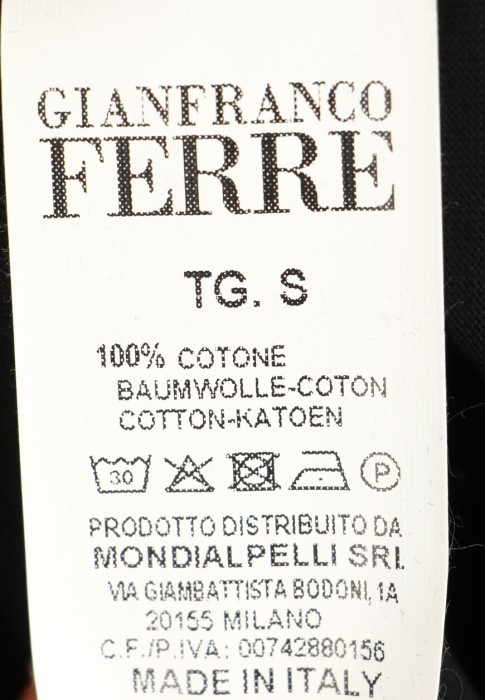 GIANFRANCO
FERRE
TG. S
100% COTONE
BAUMWOLLE-COTON
COTTON-KATOEN
30 P
PRODOTTO DISTRIBUITO DA
MONDIALPELLI SRL
VIA GIAMBATTISTA BODONI, 1A
20155 MILANO
C.F./P.IVA: 00742880156
MADE IN ITALY